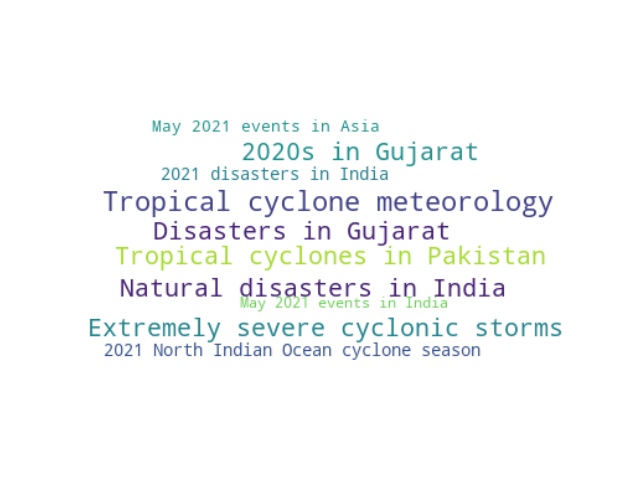 May 2021 events in Asia
2020s in Gujarat
2021 disasters in India
Tropical cyclone meteorology
Disasters in Gujarat
Tropical cyclones in Pakistan
Natural disasters in India
May 2021 events in India
Extremely severe cyclonic storms
2021 North Indian Ocean cyclone season